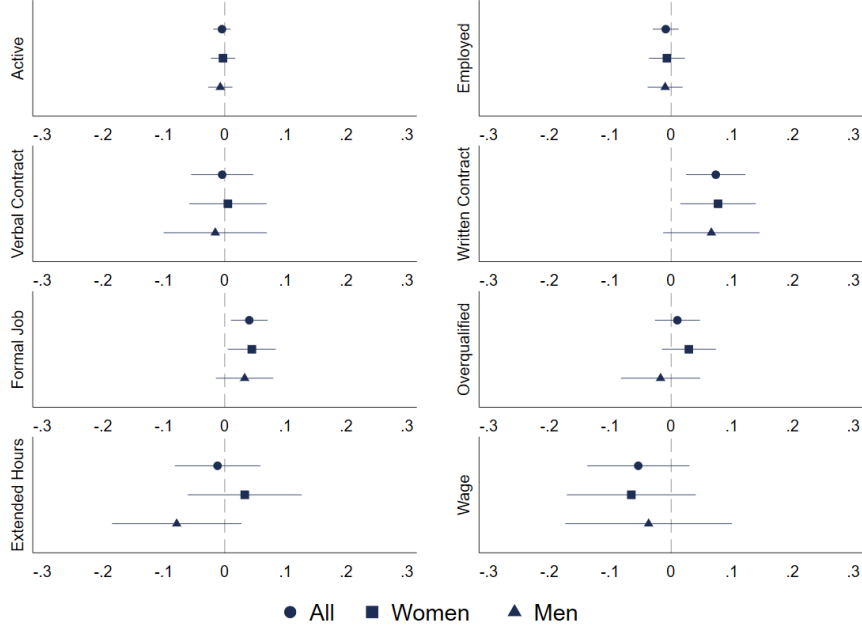 Active
-.3 -.2 -.1 0 .1 .2 .3
Employed
-.3 -.2 -.1 0 .1 .2 .3
Verbal Contract
-.3 -.2 -.1 0 .1 .2 .3
Written Contract
-.3 -.2 -.1 0 .1 .2 .3
Formal Job
-.3 -.2 -.1 0 .1 .2 .3
Overqualified
-.3 -.2 -.1 0 .1 .2 .3
Extended Hours
-.3 -.2 -.1 0 .1 .2 .3
Wage
-.3 -.2 -.1 0 .1 .2 .3
All Women Men